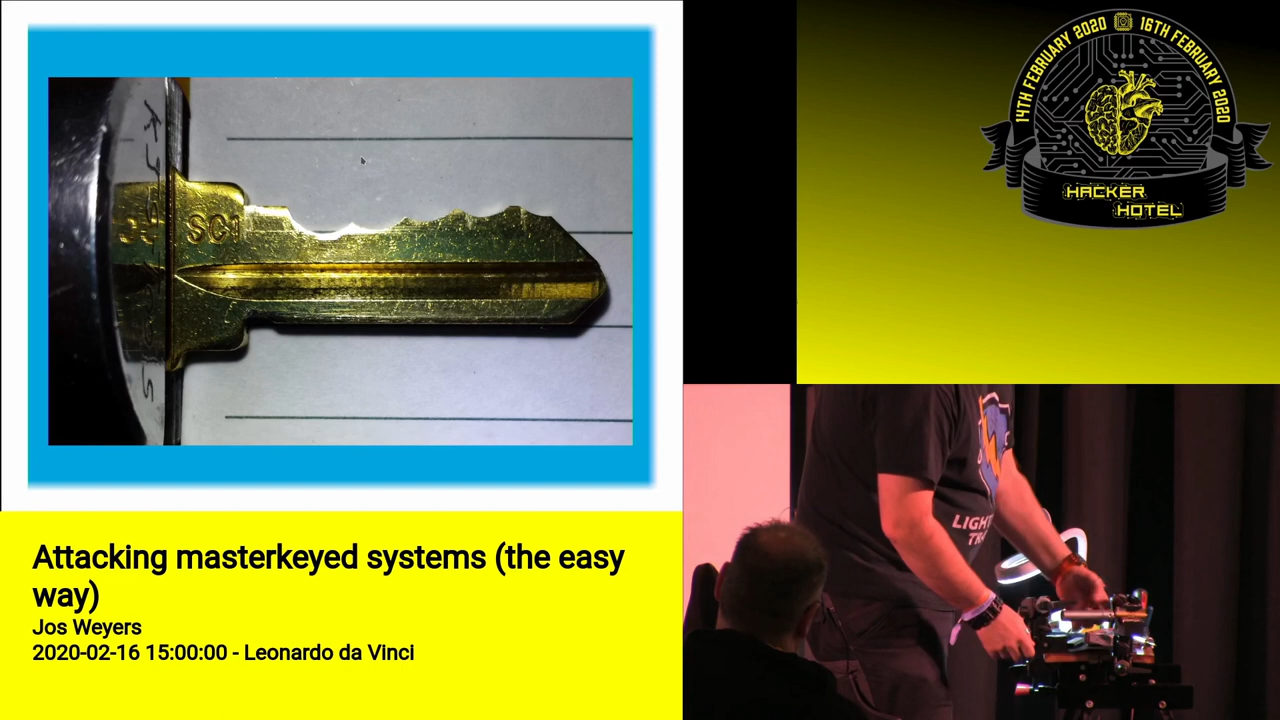 SC1
Attacking masterkeyed systems (the easy
way)
Jos Weyers
2020-02-16 15:00:00 - Leonardo da Vinci
14TH FEBRUARY 2020 16TH FEBRUARY 2020
HACKER
HOTEL